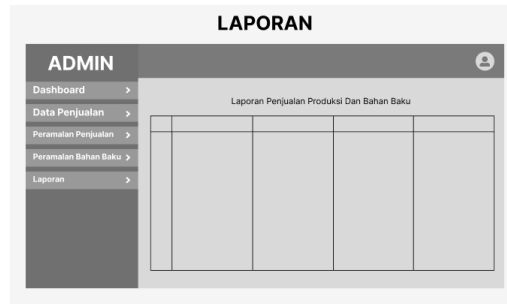 LAPORAN
ADMIN
Dashboard
Data Penjualan
Peramalan Penjualan
Peramalan Bahan Baku
Laporan
Laporan Penjualan Produksi Dan Bahan Baku